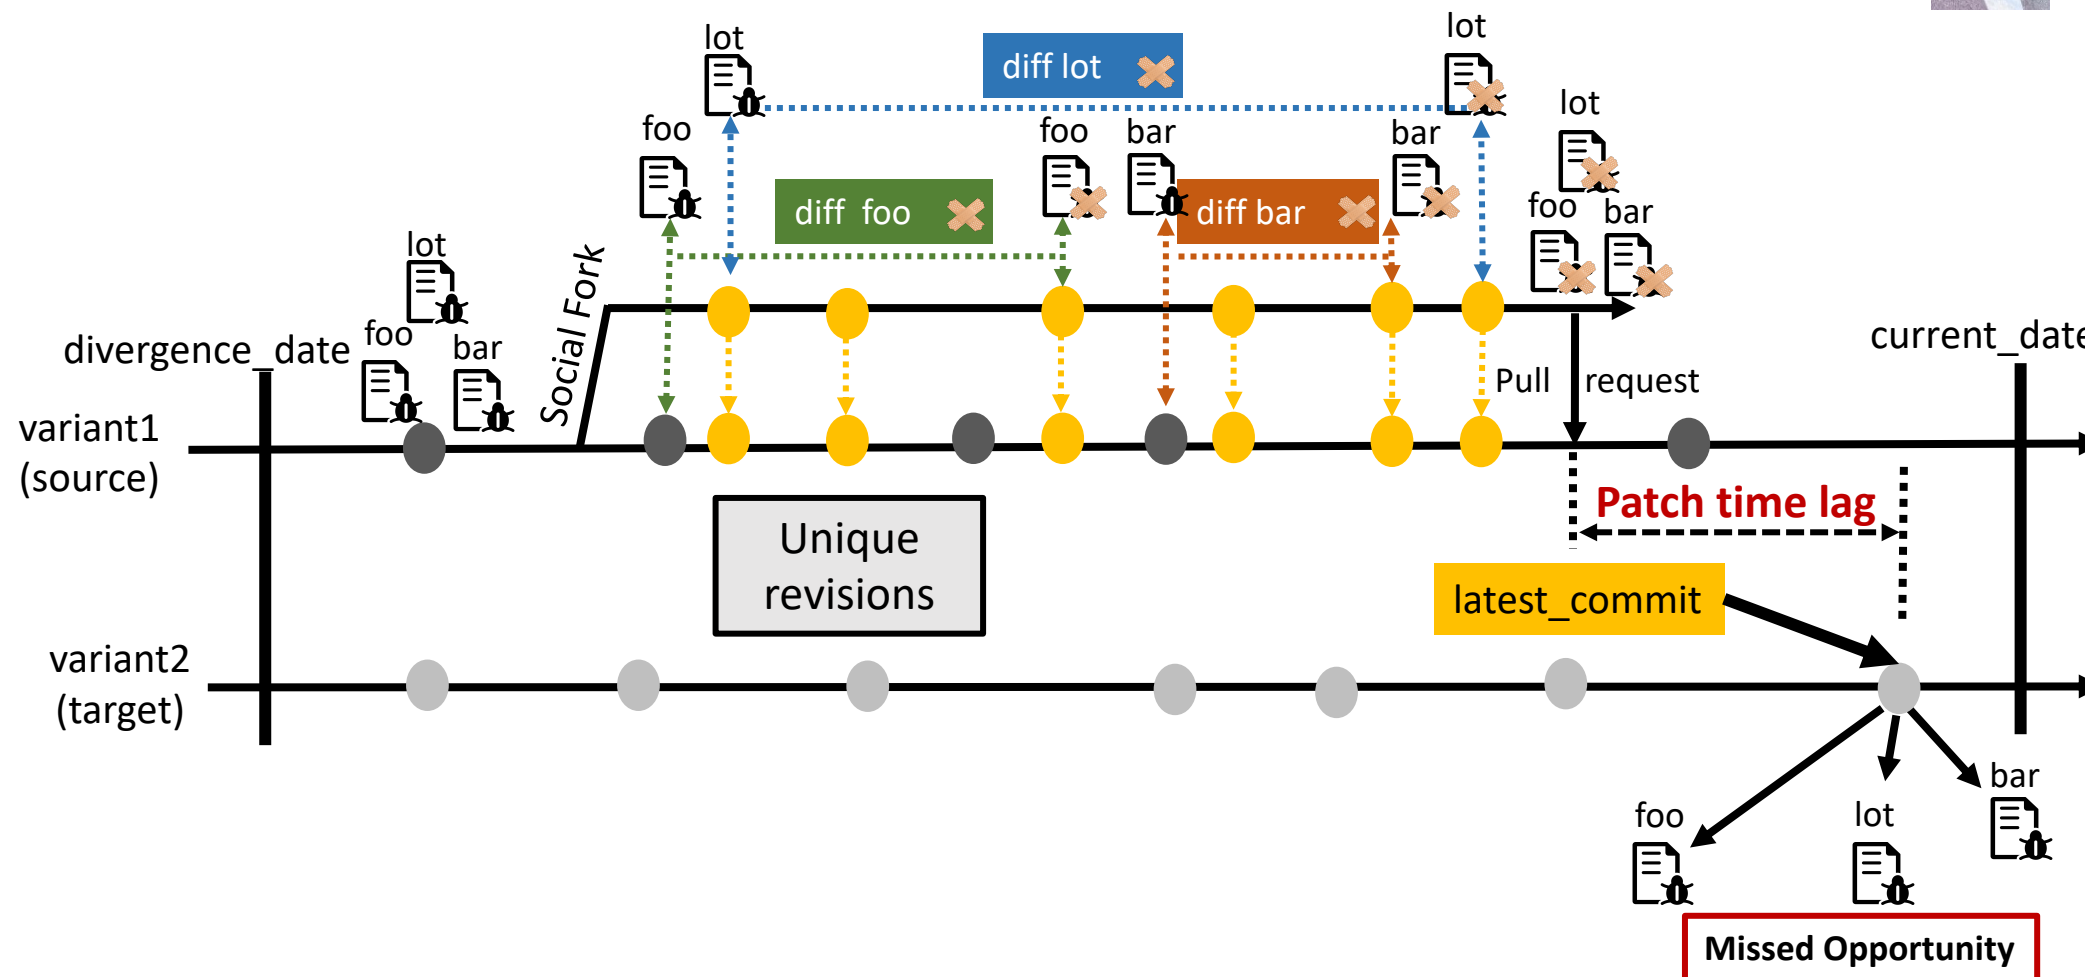 lot
lot
diff lot
lot
foo
foo
bar
bar
diff foo
diff bar
foo
bar
lot
foo
bar
Social Fork
divergence_date
current_date
Pull request
variant1
(source)
Patch time lag
Unique
revisions
latest_commit
variant2
(target)
bar
foo
lot
Missed Opportunity